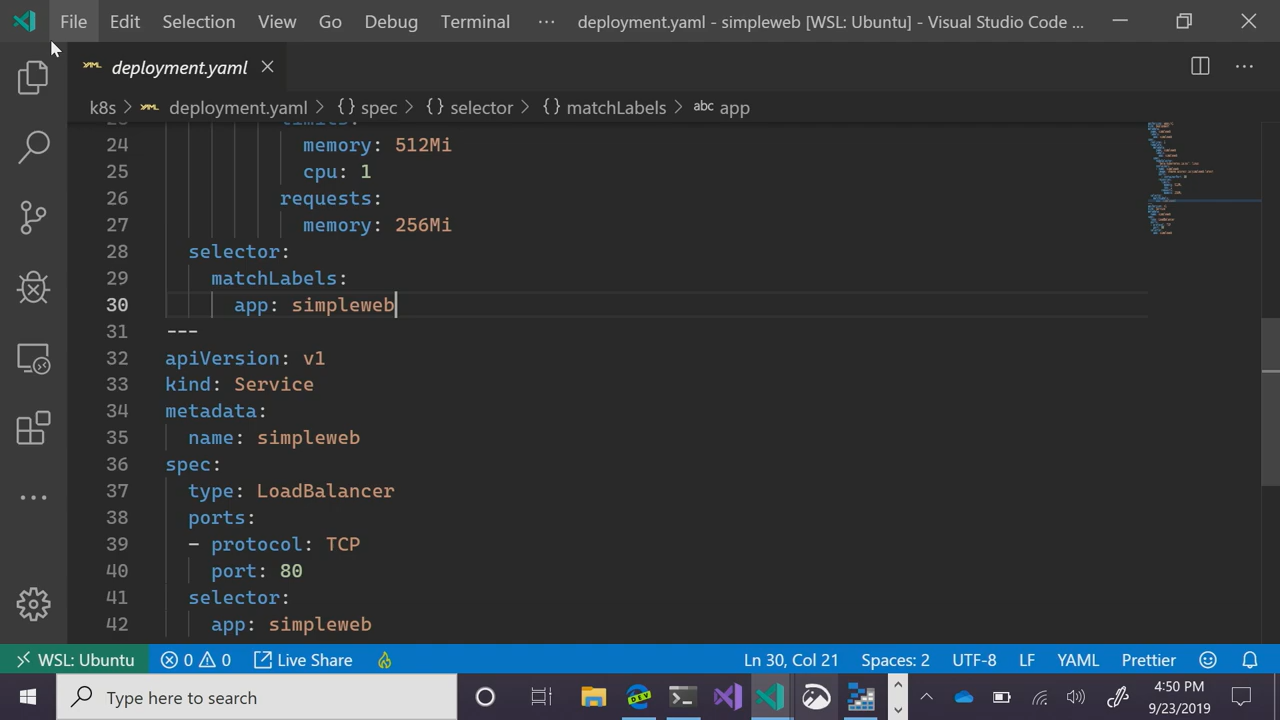 File Edit Selection View Go Debug Terminal ··· deployment.yaml - simpleweb [WSL: Ubuntu] - Visual Studio Code ...
YAML deployment.yaml
k8s > YAML deployment.yaml > {} spec > {} selector > {} matchLabels > abc app
limits:
24 memory: 512Mi
25 cpu: 1
26 requests:
27 memory: 256Mi
28 selector:
29 matchLabels:
30 app: simpleweb
31 ---
32 apiVersion: v1
33 kind: Service
34 metadata:
35 name: simpleweb
36 spec:
37 type: LoadBalancer
38 ports:
39 - protocol: TCP
40 port: 80
41 selector:
42 app: simpleweb
WSL: Ubuntu 0 0 Live Share Ln 30, Col 21 Spaces: 2 UTF-8 LF YAML Prettier
Type here to search
DEV
4:50 PM
9/23/2019